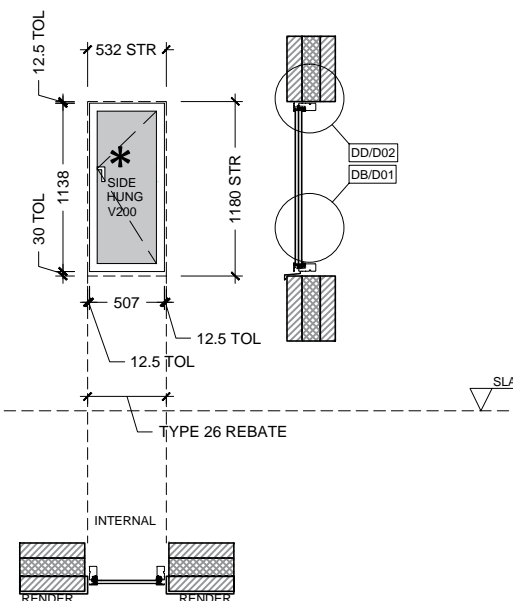 12.5 TOL
532 STR
1138
30 TOL
*
SIDE
HUNG
V200
1180 STR
DD/D02
DB/D01
507
12.5 TOL
12.5 TOL
SLA
TYPE 26 REBATE
INTERNAL
RENDER
RENDER